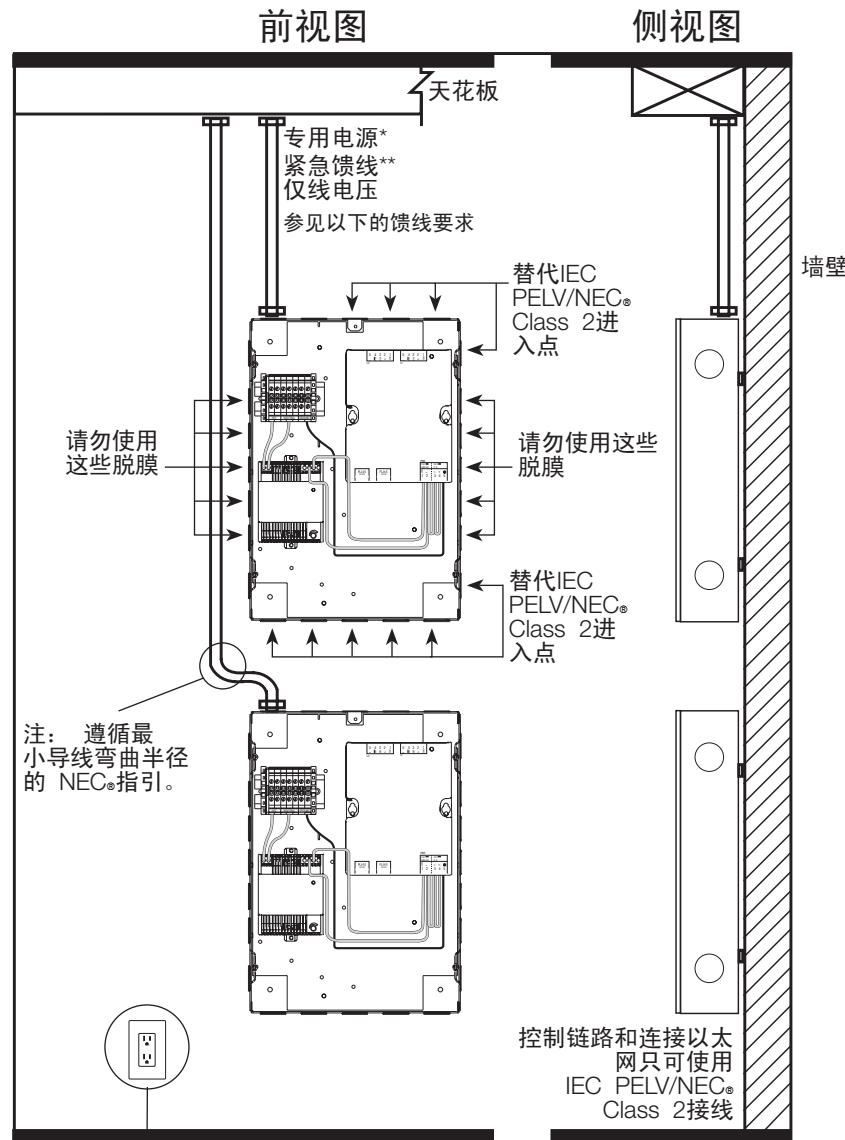 前视图
侧视图
天花板
专用电源*
紧急馈线**
仅线电压
参见以下的馈线要求
墙壁
替代IEC
PELV/NEC®
Class 2进
入点
请勿使用
这些脱膜
请勿使用这些
脱膜
替代IEC
PELV/NEC®
Class 2进
入点
注： 遵循最
小导线弯曲半径
的 NEC®指引。
控制链路和连接以太
网只可使用
IEC PELV/NEC®
Class 2接线